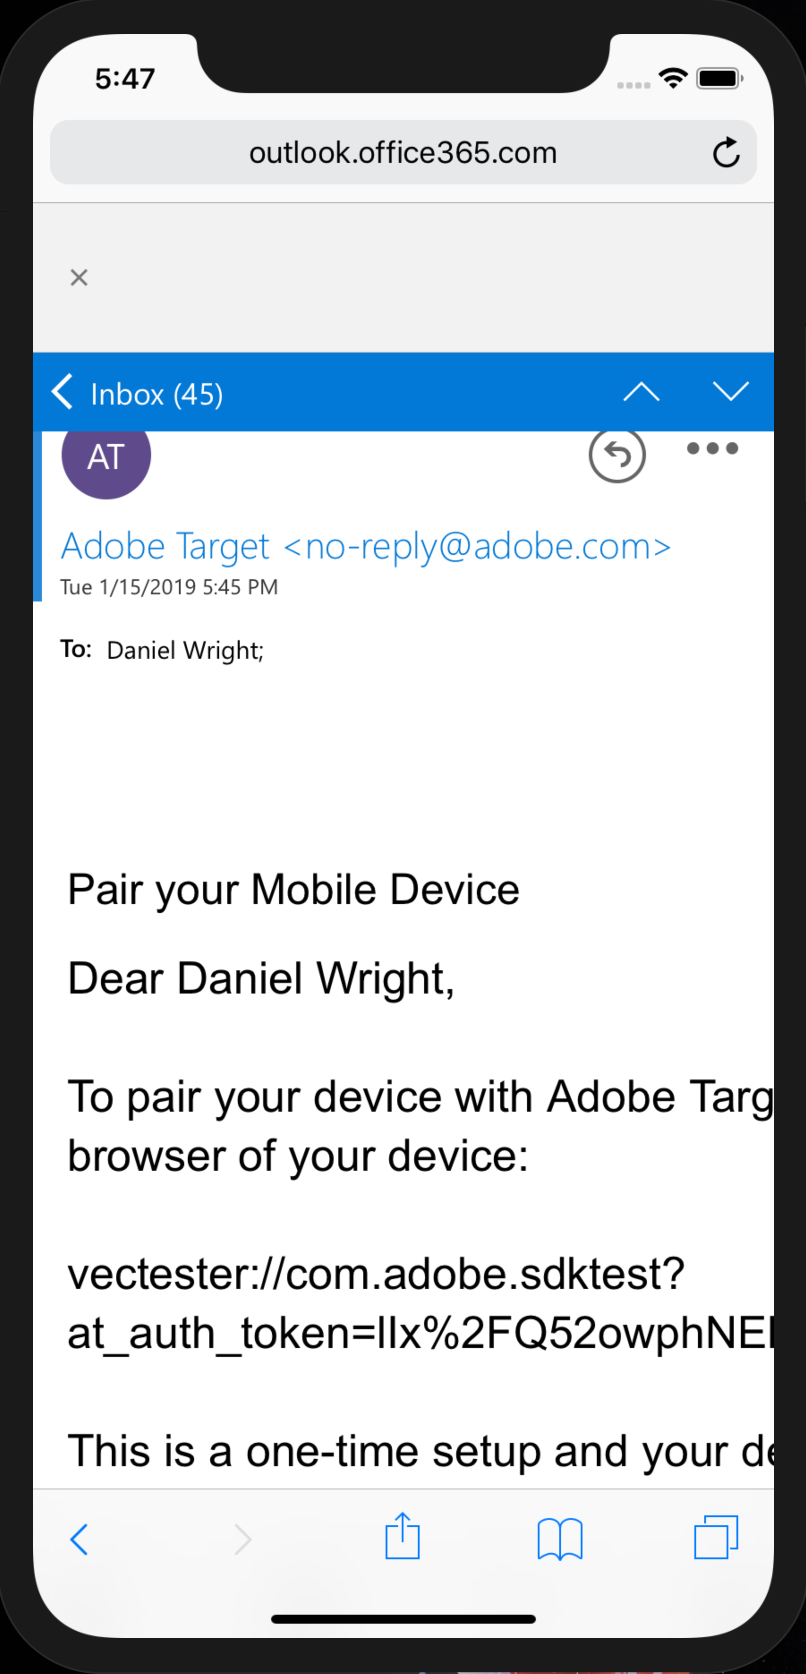 5:47
outlook.office365.com
Inbox (45)
AT
Adobe Target <no-reply@adobe.com>
Tue 1/15/2019 5:45 PM
To: Daniel Wright;
Pair your Mobile Device
Dear Daniel Wright,
To pair your device with Adobe Targ
browser of your device:
vectester://com.adobe.sdktest?
at_auth_token=llx%2FQ52owphNE
This is a one-time setup and your de